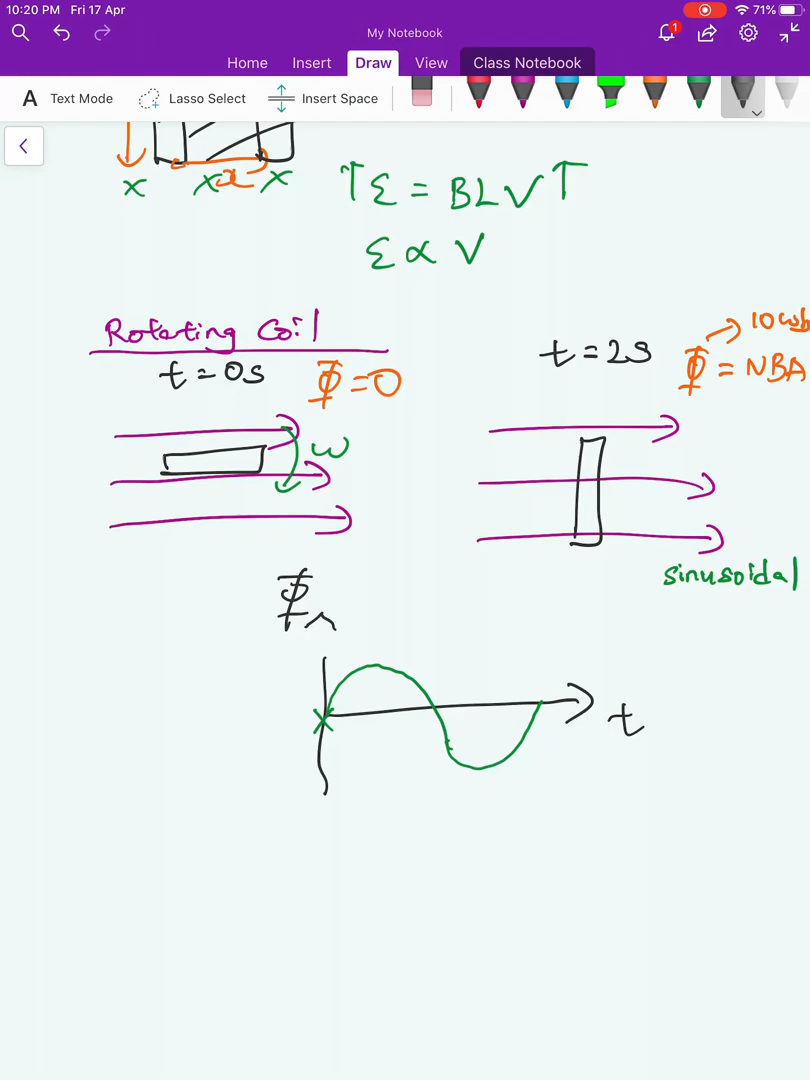 10:20 PM Fri 17 Apr
71%
My Notebook
1
Home Insert Draw View Class Notebook
A Text Mode Lasso Select Insert Space
x x x x
↑ Ɛ = BLV ↑
Ɛ ∝ V
Rotating Coil
t = 0s Φ = 0
t = 2s Φ = NBA
10wb
ω
sinusoidal
Φ
t